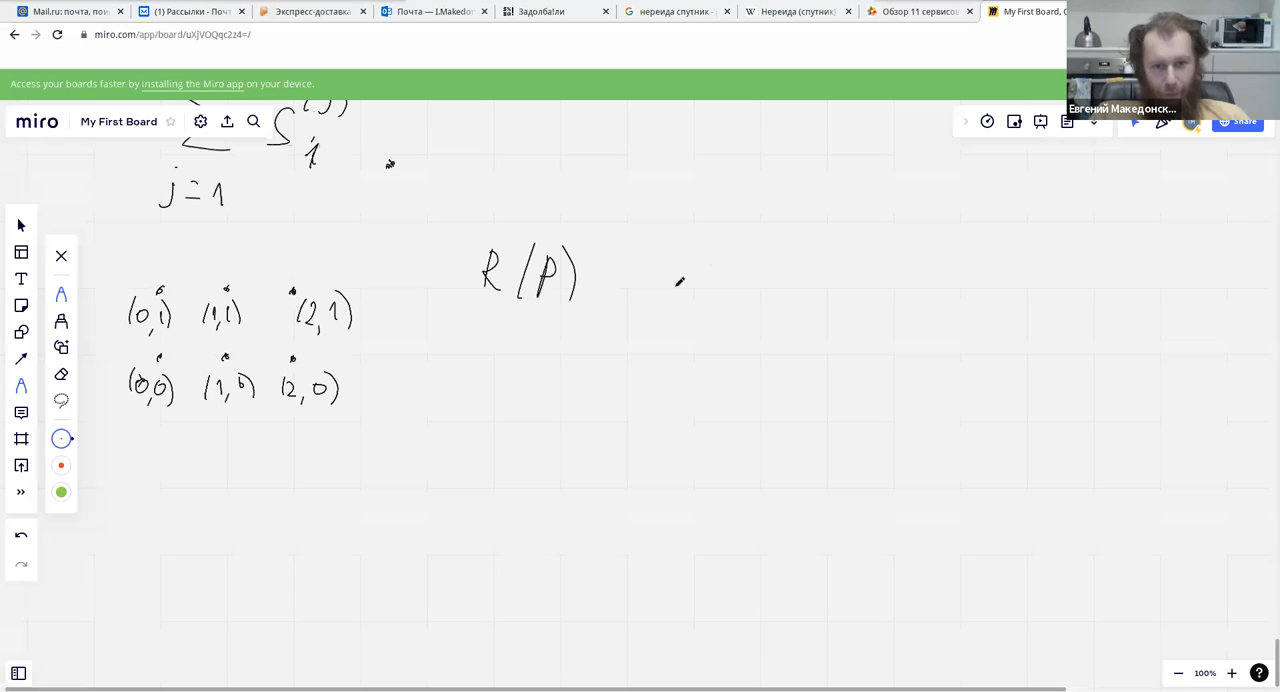 Mail.ru: почта, пои
(1) Рассылки - Почт
Экспресс-доставка
Почта — I.Makedor
Задолба!ли
нереида спутник -
Нереида (спутник)
Обзор 11 сервисов
My First Board, O
miro.com/app/board/uXjVOQqc2z4=/
Access your boards faster by installing the Miro app on your device.
Евгений Македонск...
miro My First Board
Share
Σ S (j)
i
j = 1
R (P)
(0,1) (1,1) (2,1)
(0,0) (1,0) (2,0)
100%